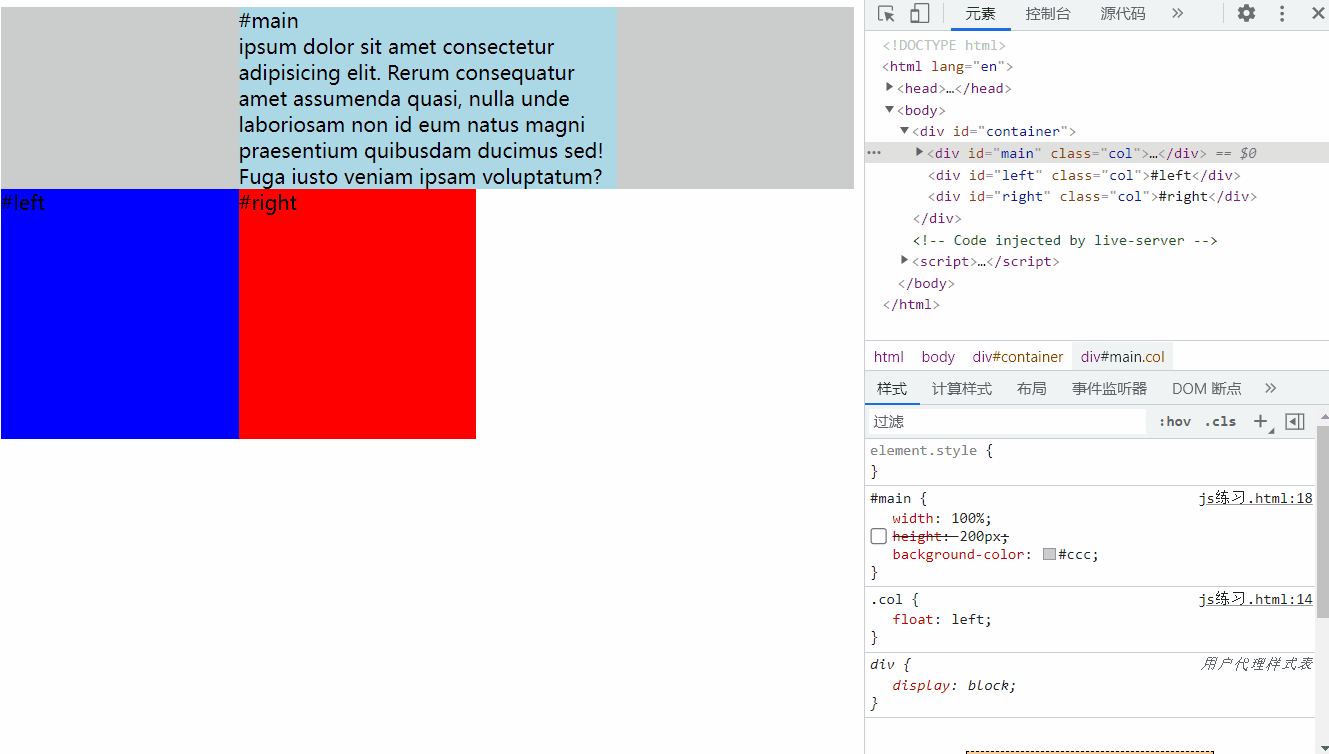 #main
ipsum dolor sit amet consectetur
adipisicing elit. Rerum consequatur
amet assumenda quasi, nulla unde
laboriosam non id eum natus magni
praesentium quibusdam ducimus sed!
Fuga iusto veniam ipsam voluptatum?
#left #right
元素 控制台 源代码 »
<!DOCTYPE html>
<html lang="en">
<head>…</head>
<body>
<div id="container">
<div id="main" class="col">…</div> == $0
<div id="left" class="col">#left</div>
<div id="right" class="col">#right</div>
</div>
<!-- Code injected by live-server -->
<script>…</script>
</body>
</html>
html body div#container div#main.col
样式 计算样式 布局 事件监听器 DOM 断点 »
过滤 :hov .cls +
element.style {
}
#main { js练习.html:18
width: 100%;
height: 200px;
background-color: #ccc;
}
.col { js练习.html:14
float: left;
}
div { 用户代理样式表
display: block;
}